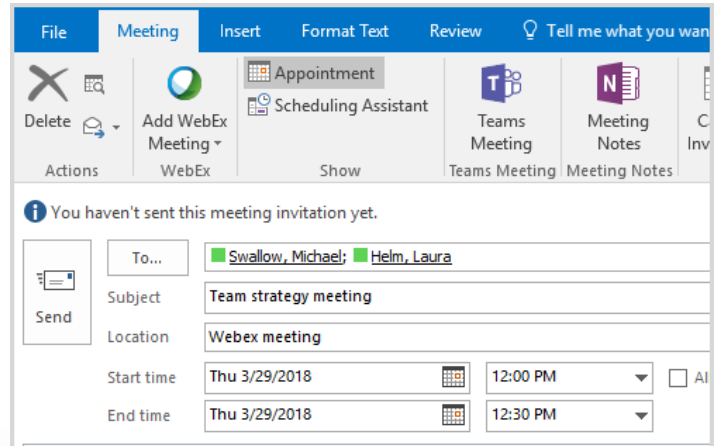 File Meeting Insert Format Text Review Tell me what you wan
Delete
Add WebEx
Meeting
Appointment
Scheduling Assistant
Teams
Meeting
Meeting
Notes
C
Inv
Actions WebEx Show Teams Meeting Meeting Notes
You haven't sent this meeting invitation yet.
Send
To... Swallow, Michael; Helm, Laura
Subject Team strategy meeting
Location Webex meeting
Start time Thu 3/29/2018 12:00 PM Al
End time Thu 3/29/2018 12:30 PM